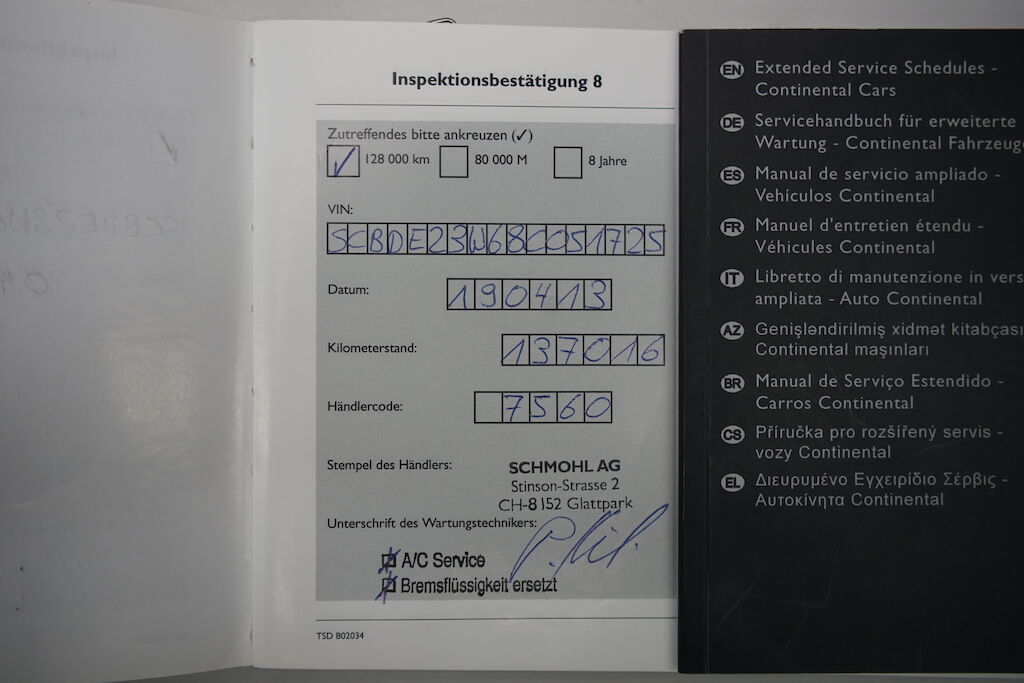 Inspektionsbestätigung 8
Zutreffendes bitte ankreuzen (✓)
✓ 128 000 km 80 000 M 8 Jahre
VIN:
SCBDE23W68C051725
Datum:
190413
Kilometerstand:
137016
Händlercode:
7560
Stempel des Händlers:
SCHMOHL AG
Stinson-Strasse 2
CH-8152 Glattpark
Unterschrift des Wartungstechnikers:
A/C Service
Bremsflüssigkeit ersetzt
TSD B02034
EN Extended Service Schedules -
Continental Cars
DE Servicehandbuch für erweiterte
Wartung - Continental Fahrzeuge
ES Manual de servicio ampliado -
Vehículos Continental
FR Manuel d'entretien étendu -
Véhicules Continental
IT Libretto di manutenzione in vers
ampliata - Auto Continental
AZ Genişləndirilmiş xidmət kitabçası
Continental maşınları
BR Manual de Serviço Estendido -
Carros Continental
CS Příručka pro rozšířený servis -
vozy Continental
EL Διευρυμένο Εγχειρίδιο Σέρβις -
Αυτοκίνητα Continental